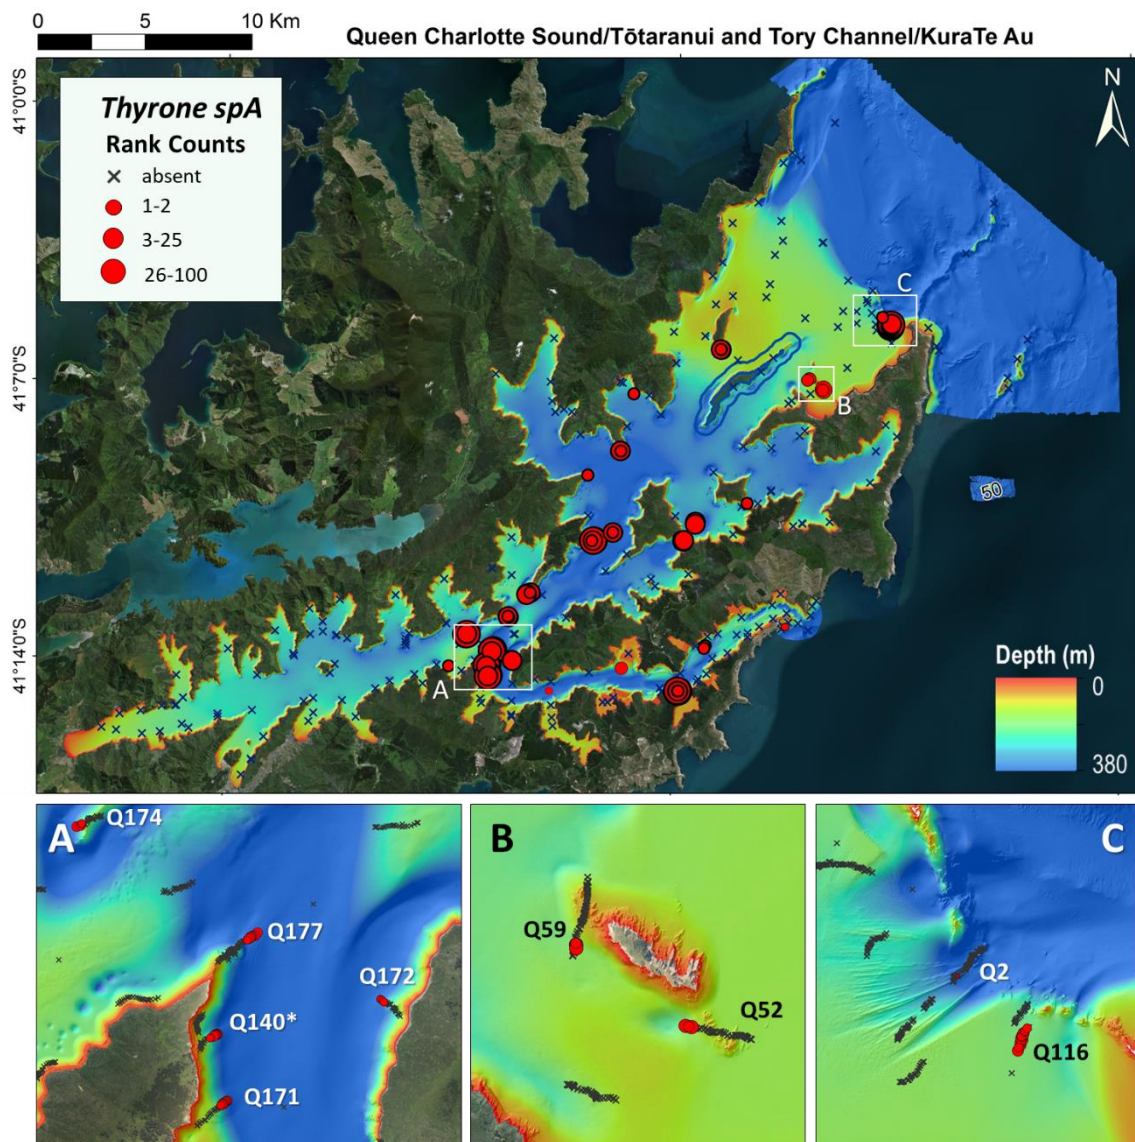 0 5 10 Km
Queen Charlotte Sound/Tōtaranui and Tory Channel/KuraTe Au
Thyrone spA
Rank Counts
absent
1-2
3-25
26-100
N
41°0'0"S
41°7'0"S
41°14'0"S
C
B
A
50
Depth (m)
0
380
A
Q174
Q177
Q172
Q140*
Q171
B
Q59
Q52
C
Q2
Q116